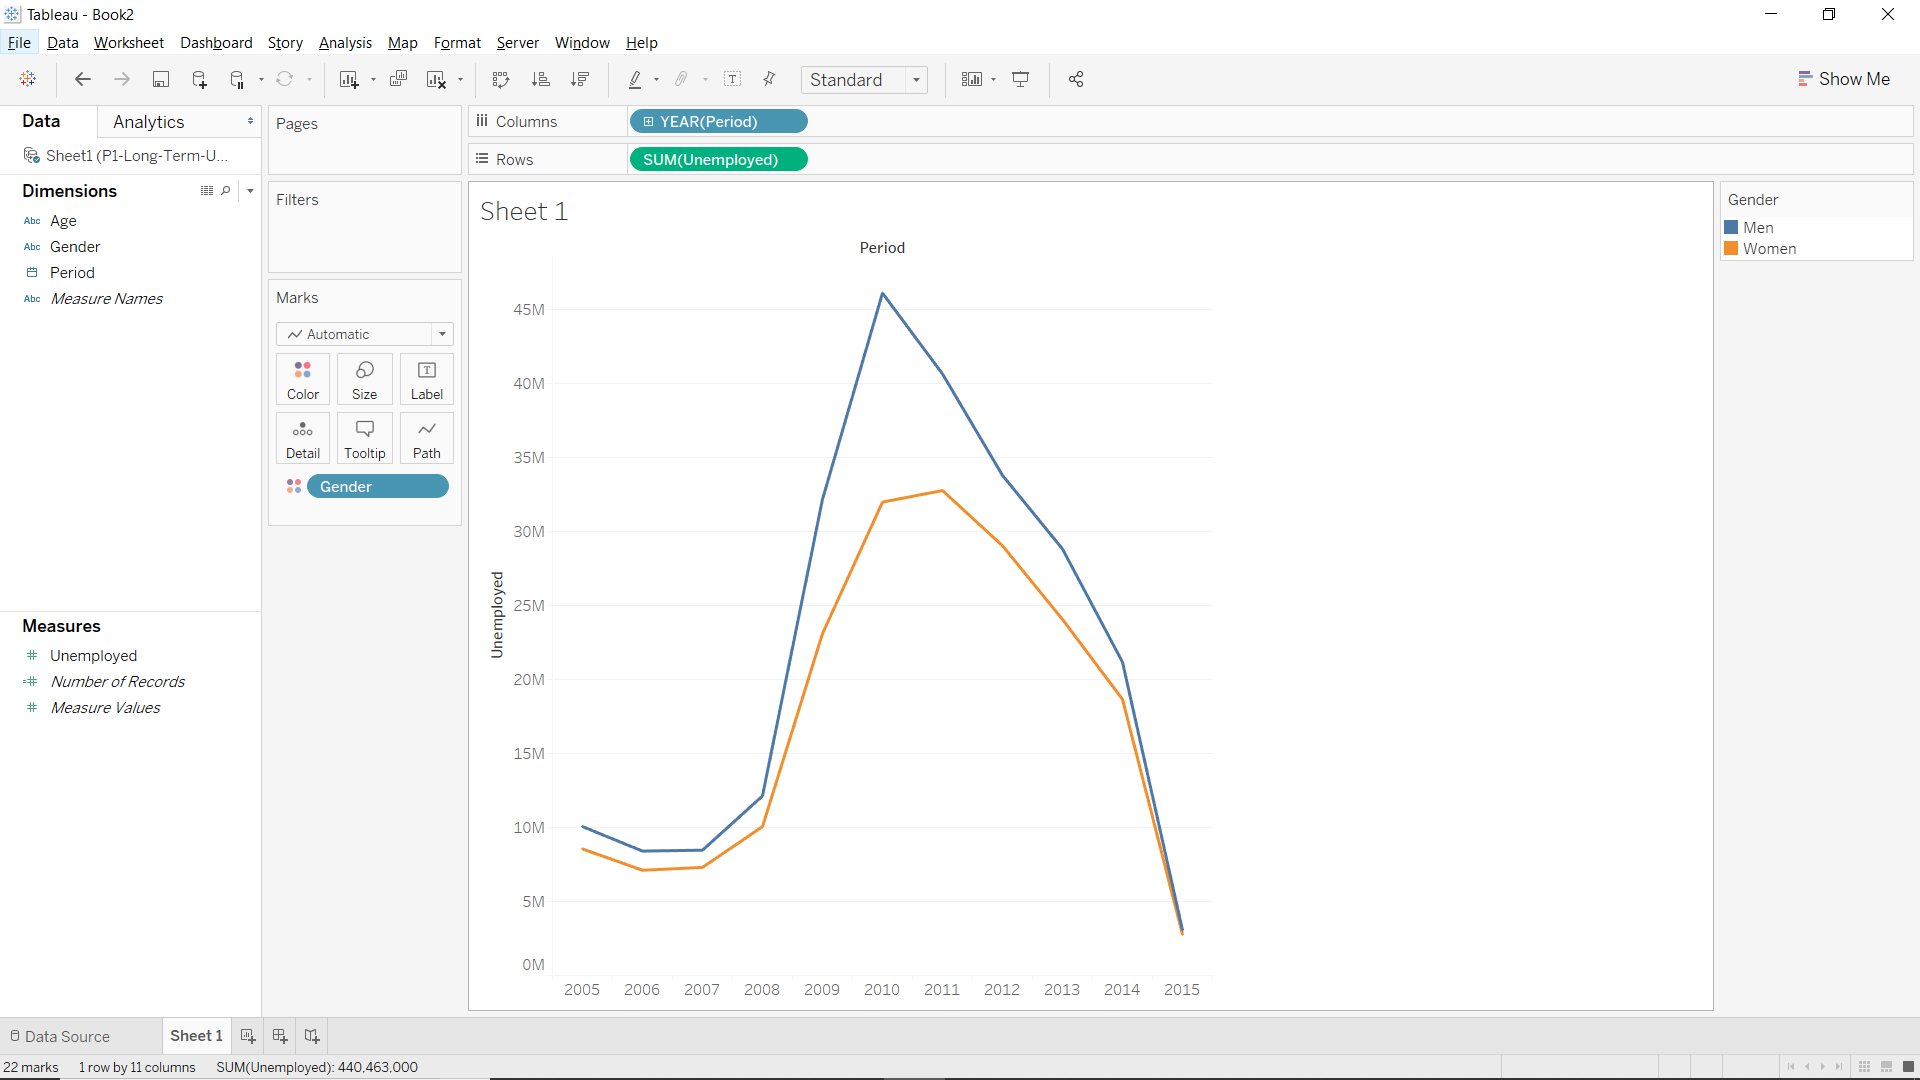 Tableau - Book2
File Data Worksheet Dashboard Story Analysis Map Format Server Window Help
Standard
Show Me
Data
Analytics
Sheet1 (P1-Long-Term-U...
Dimensions
Abc Age
Abc Gender
Period
Abc Measure Names
Measures
Unemployed
Number of Records
Measure Values
Pages
Filters
Marks
Automatic
Color Size Label
Detail Tooltip Path
Gender
Columns YEAR(Period)
Rows SUM(Unemployed)
Sheet 1
Period
Unemployed
45M
40M
35M
30M
25M
20M
15M
10M
5M
0M
2005 2006 2007 2008 2009 2010 2011 2012 2013 2014 2015
Gender
Men
Women
Data Source Sheet 1
22 marks 1 row by 11 columns SUM(Unemployed): 440,463,000